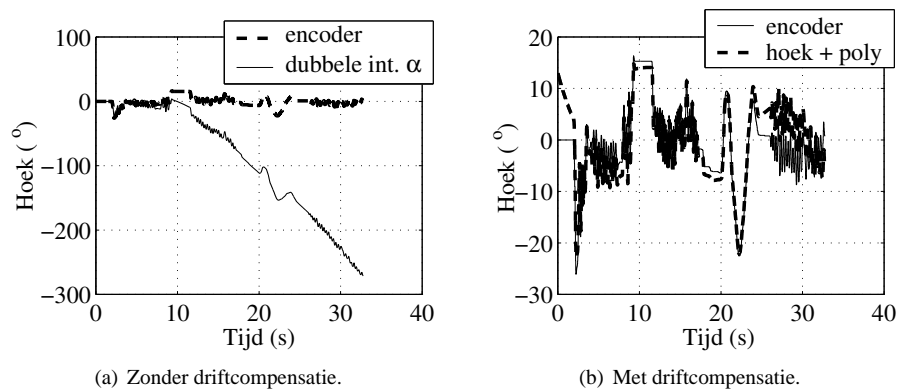 encoder
dubbele int. α
100
0
−100
−200
−300
Hoek ( o)
0
10
20
30
40
Tijd (s)
(a) Zonder driftcompensatie.
encoder
hoek + poly
20
10
0
−10
−20
−30
Hoek ( o)
0
10
20
30
40
Tijd (s)
(b) Met driftcompensatie.